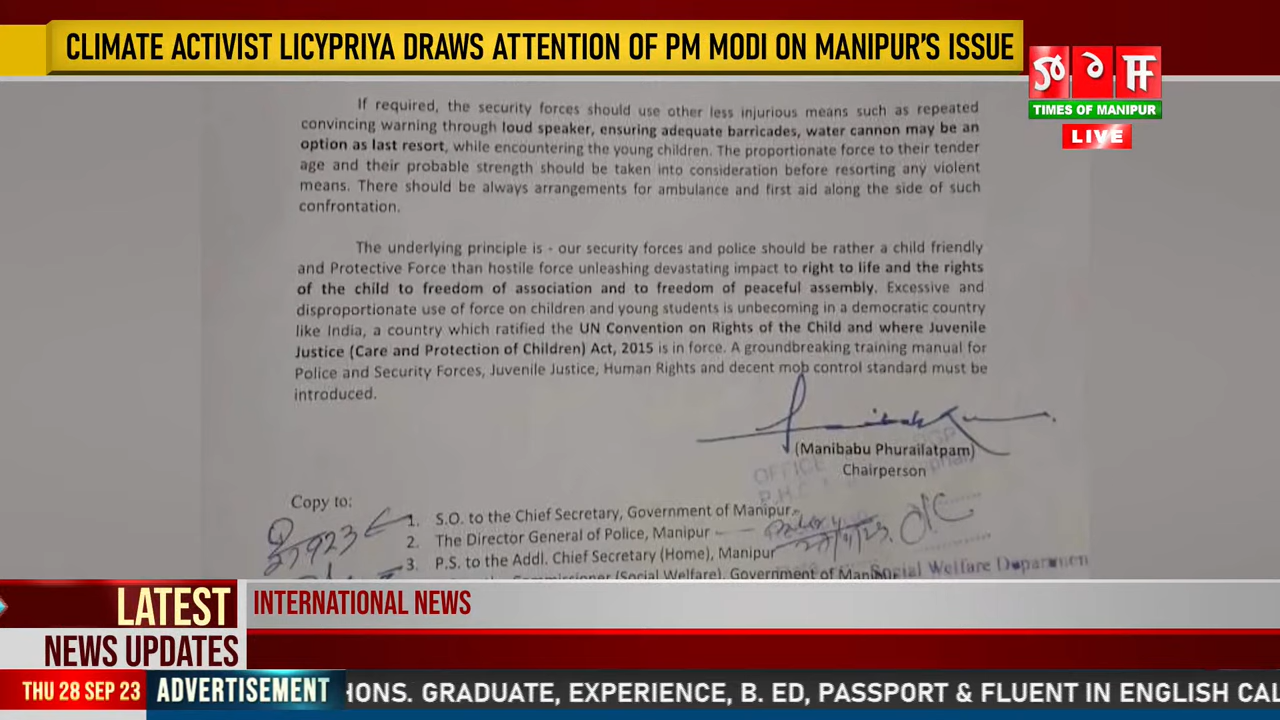 CLIMATE ACTIVIST LICYPRIYA DRAWS ATTENTION OF PM MODI ON MANIPUR'S ISSUE
TIMES OF MANIPUR
LIVE
If required, the security forces should use other less injurious means such as repeated
convincing warning through loud speaker, ensuring adequate barricades, water cannon may be an
option as last resort, while encountering the young children. The proportionate force to their tender
age and their probable strength should be taken into consideration before resorting any violent
means. There should be always arrangements for ambulance and first aid along the side of such
confrontation.
The underlying principle is - our security forces and police should be rather a child friendly
and Protective Force than hostile force unleashing devastating impact to right to life and the rights
of the child to freedom of association and to freedom of peaceful assembly. Excessive and
disproportionate use of force on children and young students is unbecoming in a democratic country
like India, a country which ratified the UN Convention on Rights of the Child and where Juvenile
Justice (Care and Protection of Children) Act, 2015 is in force. A groundbreaking training manual for
Police and Security Forces, Juvenile Justice, Human Rights and decent mob control standard must be
introduced.
(Manibabu Phurailatpam)
Chairperson
OFFICE
Copy to:
1. S.O. to the Chief Secretary, Government of Manipur.
2. The Director General of Police, Manipur
3. P.S. to the Addl. Chief Secretary (Home), Manipur
(Social Welfare), Government of
Social Welfare
LATEST
NEWS UPDATES
INTERNATIONAL NEWS
THU 28 SEP 23
ADVERTISEMENT
HONS. GRADUATE, EXPERIENCE, B. ED, PASSPORT & FLUENT IN ENGLISH CAL